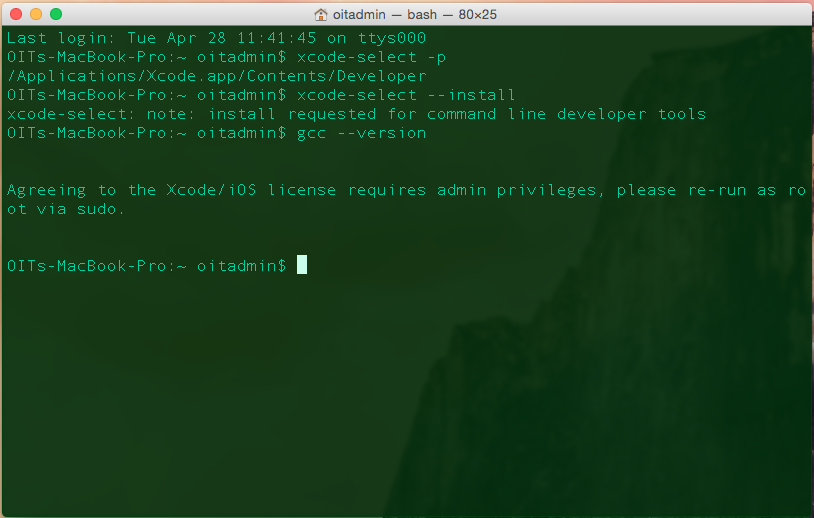 oitadmin — bash — 80×25
Last login: Tue Apr 28 11:41:45 on ttys000
OITs-MacBook-Pro:~ oitadmin$ xcode-select -p
/Applications/Xcode.app/Contents/Developer
OITs-MacBook-Pro:~ oitadmin$ xcode-select --install
xcode-select: note: install requested for command line developer tools
OITs-MacBook-Pro:~ oitadmin$ gcc --version
Agreeing to the Xcode/iOS license requires admin privileges, please re-run as ro
ot via sudo.
OITs-MacBook-Pro:~ oitadmin$